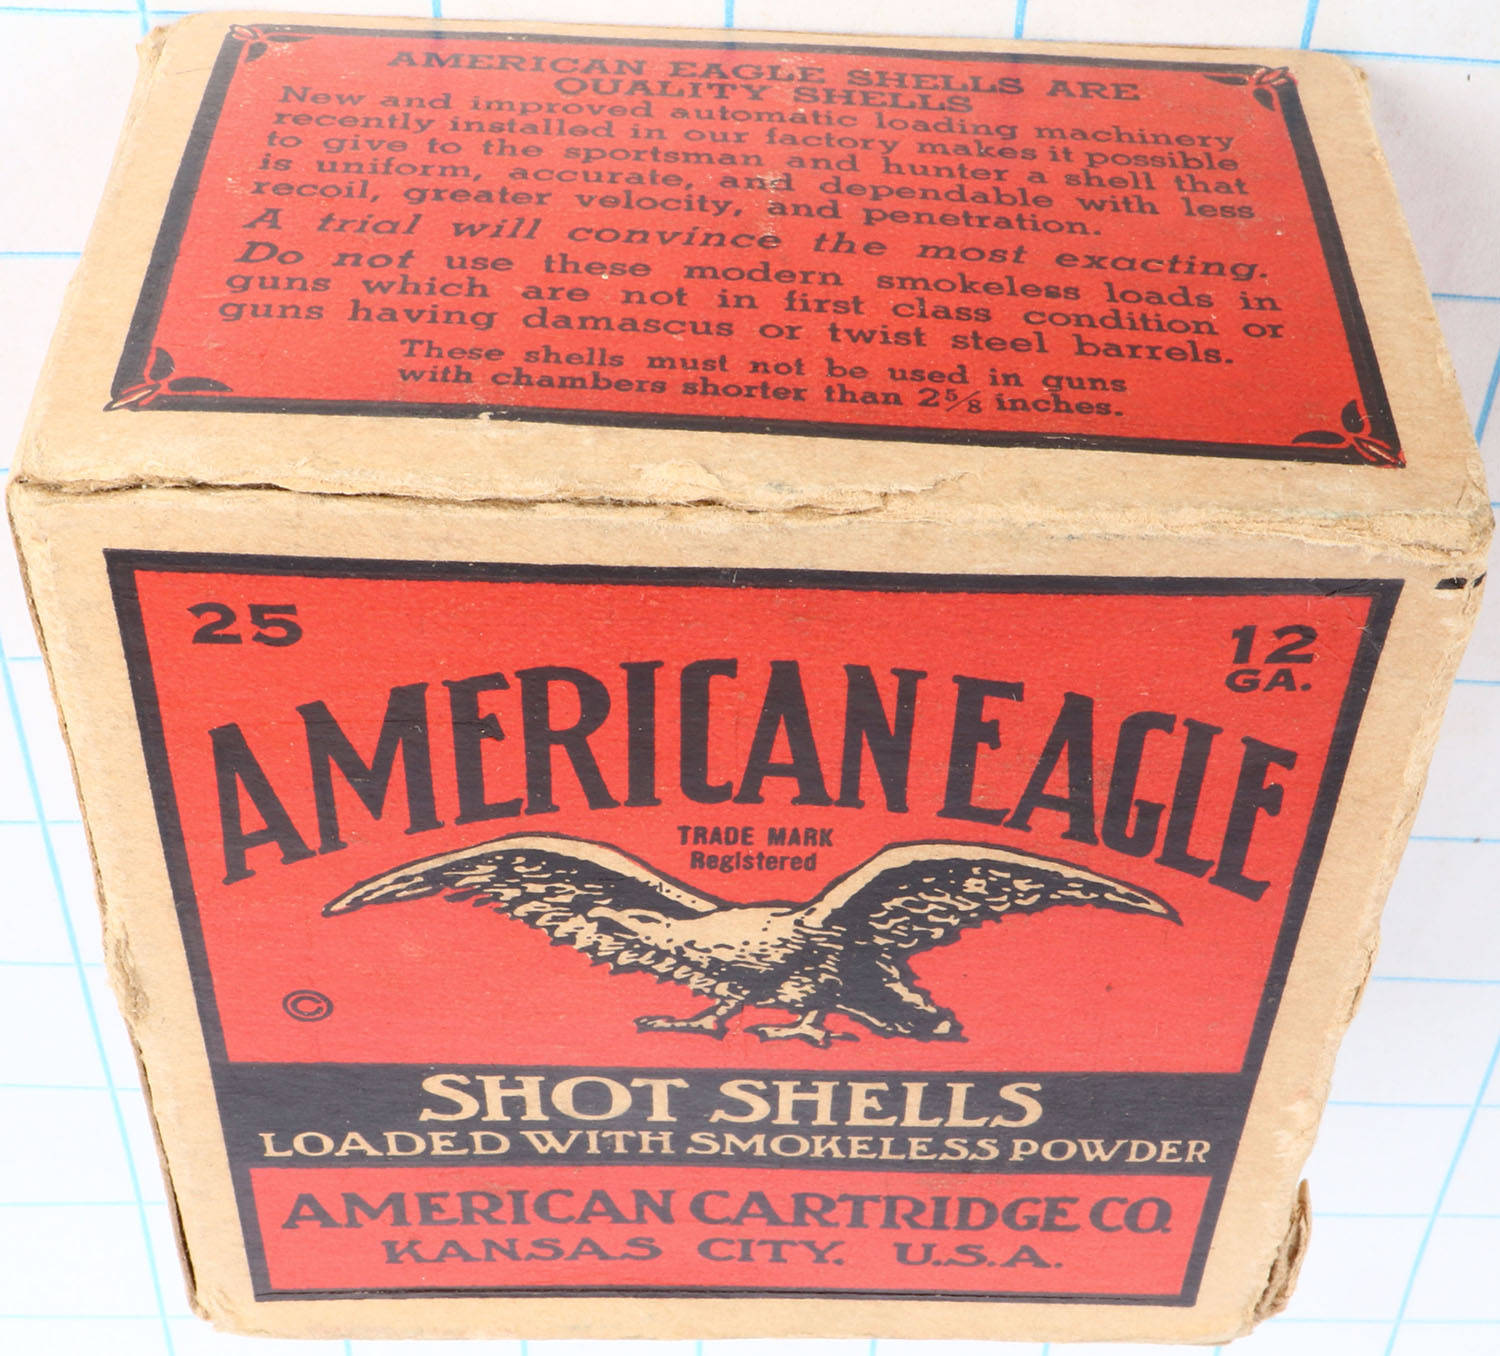 AMERICAN EAGLE SHELLS ARE
QUALITY SHELLS
New and improved automatic loading machinery
recently installed in our factory makes it possible
to give to the sportsman and hunter a shell that
is uniform, accurate, and dependable with less
recoil, greater velocity, and penetration.
A trial will convince the most exacting.
Do not use these modern smokeless loads in
guns which are not in first class condition or
guns having damascus or twist steel barrels.
These shells must not be used in guns
with chambers shorter than 2⅝ inches.
25
12
GA.
AMERICAN EAGLE
TRADE MARK
Registered
©
SHOT SHELLS
LOADED WITH SMOKELESS POWDER
AMERICAN CARTRIDGE CO.
KANSAS CITY. U.S.A.